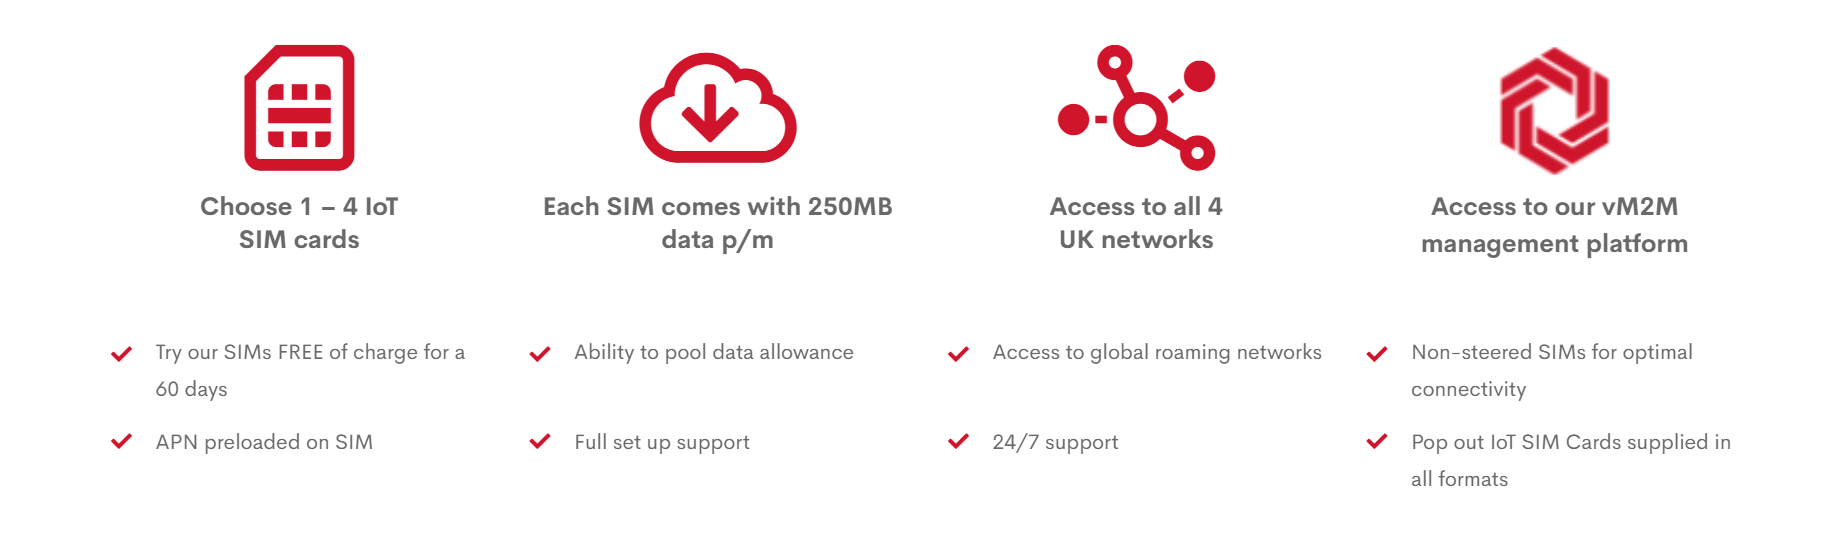 Choose 1 – 4 IoT
SIM cards
Each SIM comes with 250MB
data p/m
Access to all 4
UK networks
Access to our vM2M
management platform
Try our SIMs FREE of charge for a
60 days
Ability to pool data allowance
Access to global roaming networks
Non-steered SIMs for optimal
connectivity
APN preloaded on SIM
Full set up support
24/7 support
Pop out IoT SIM Cards supplied in
all formats